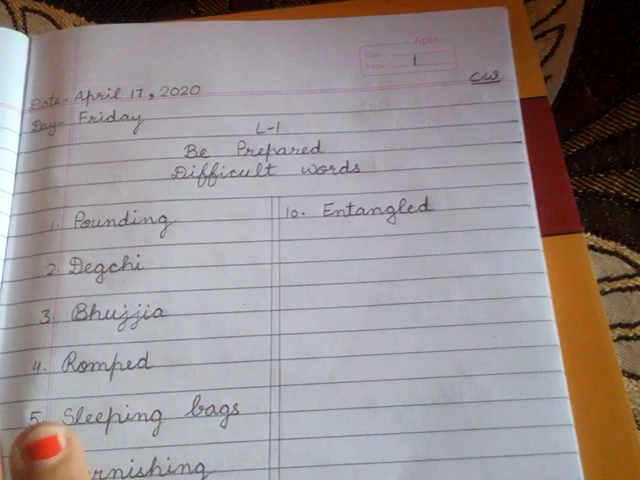 Apex
Date
Page 1
C.W
Date- April 17, 2020
Day- Friday
L-1
Be Prepared
Difficult words
1. Pounding
2. Degchi
3. Bhujjia
4. Romped
5. Sleeping bags
10. Entangled